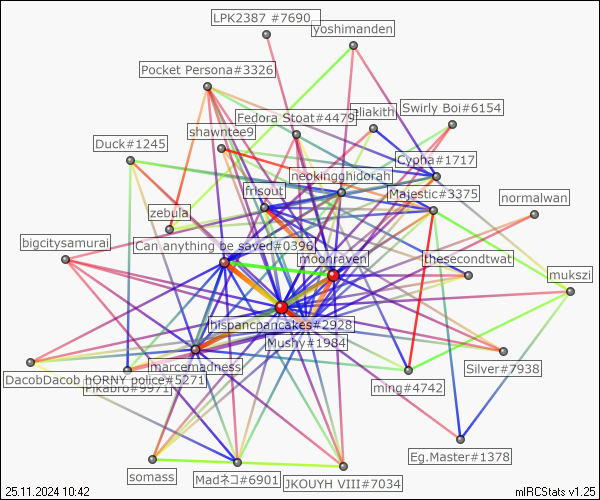 LPK2387 #7690_
yoshimanden
Pocket Persona#3326
Fedora Stoat#4479
iliakith
Swirly Boi#6154
shawntee9
Duck#1245
Cypha#1717
neokingghidorah
frisout
Majestic#3375
normalwan
zebula
bigcitysamurai
Can anything be saved#0396
moonraven
thesecondtwat
mukszi
hispancpancakes#2928
Mushy#1984
marcemadness
Silver#7938
DacobDacob
hORNY police#5271
Pikabro#9971
ming#4742
Eg.Master#1378
somass
Madネコ#6901
JKOUYH VIII#7034
25.11.2024 10:42
mIRCStats v1.25